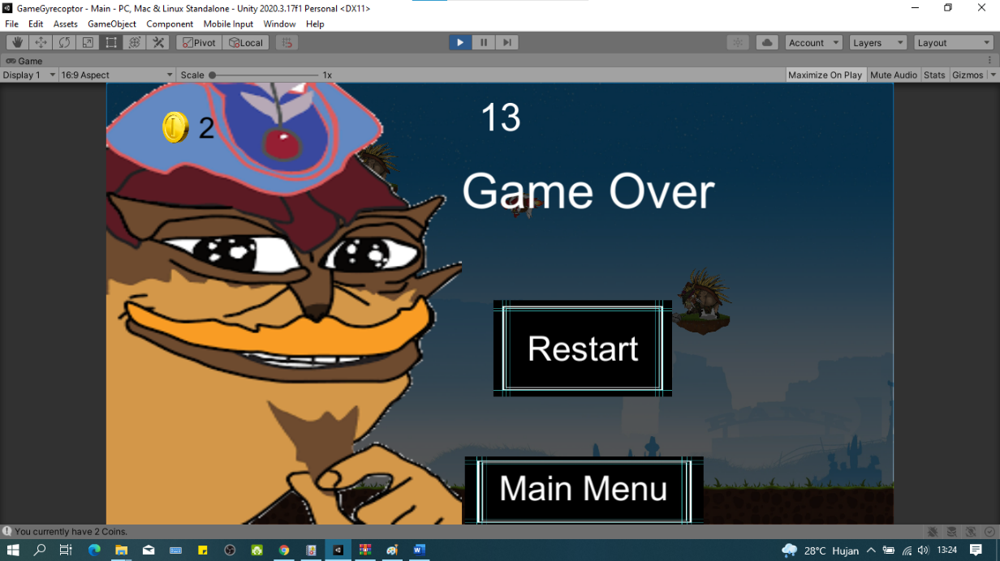 GameGyrecoptor - Main - PC, Mac & Linux Standalone - Unity 2020.3.17f1 Personal <DX11>
File Edit Assets GameObject Component Mobile Input Window Help
Pivot Local Account Layers Layout
Game
Display 1 16:9 Aspect Scale 1x Maximize On Play Mute Audio Stats Gizmos
2
13
Game Over
Restart
Main Menu
You currently have 2 Coins.
28°C Hujan 13:24